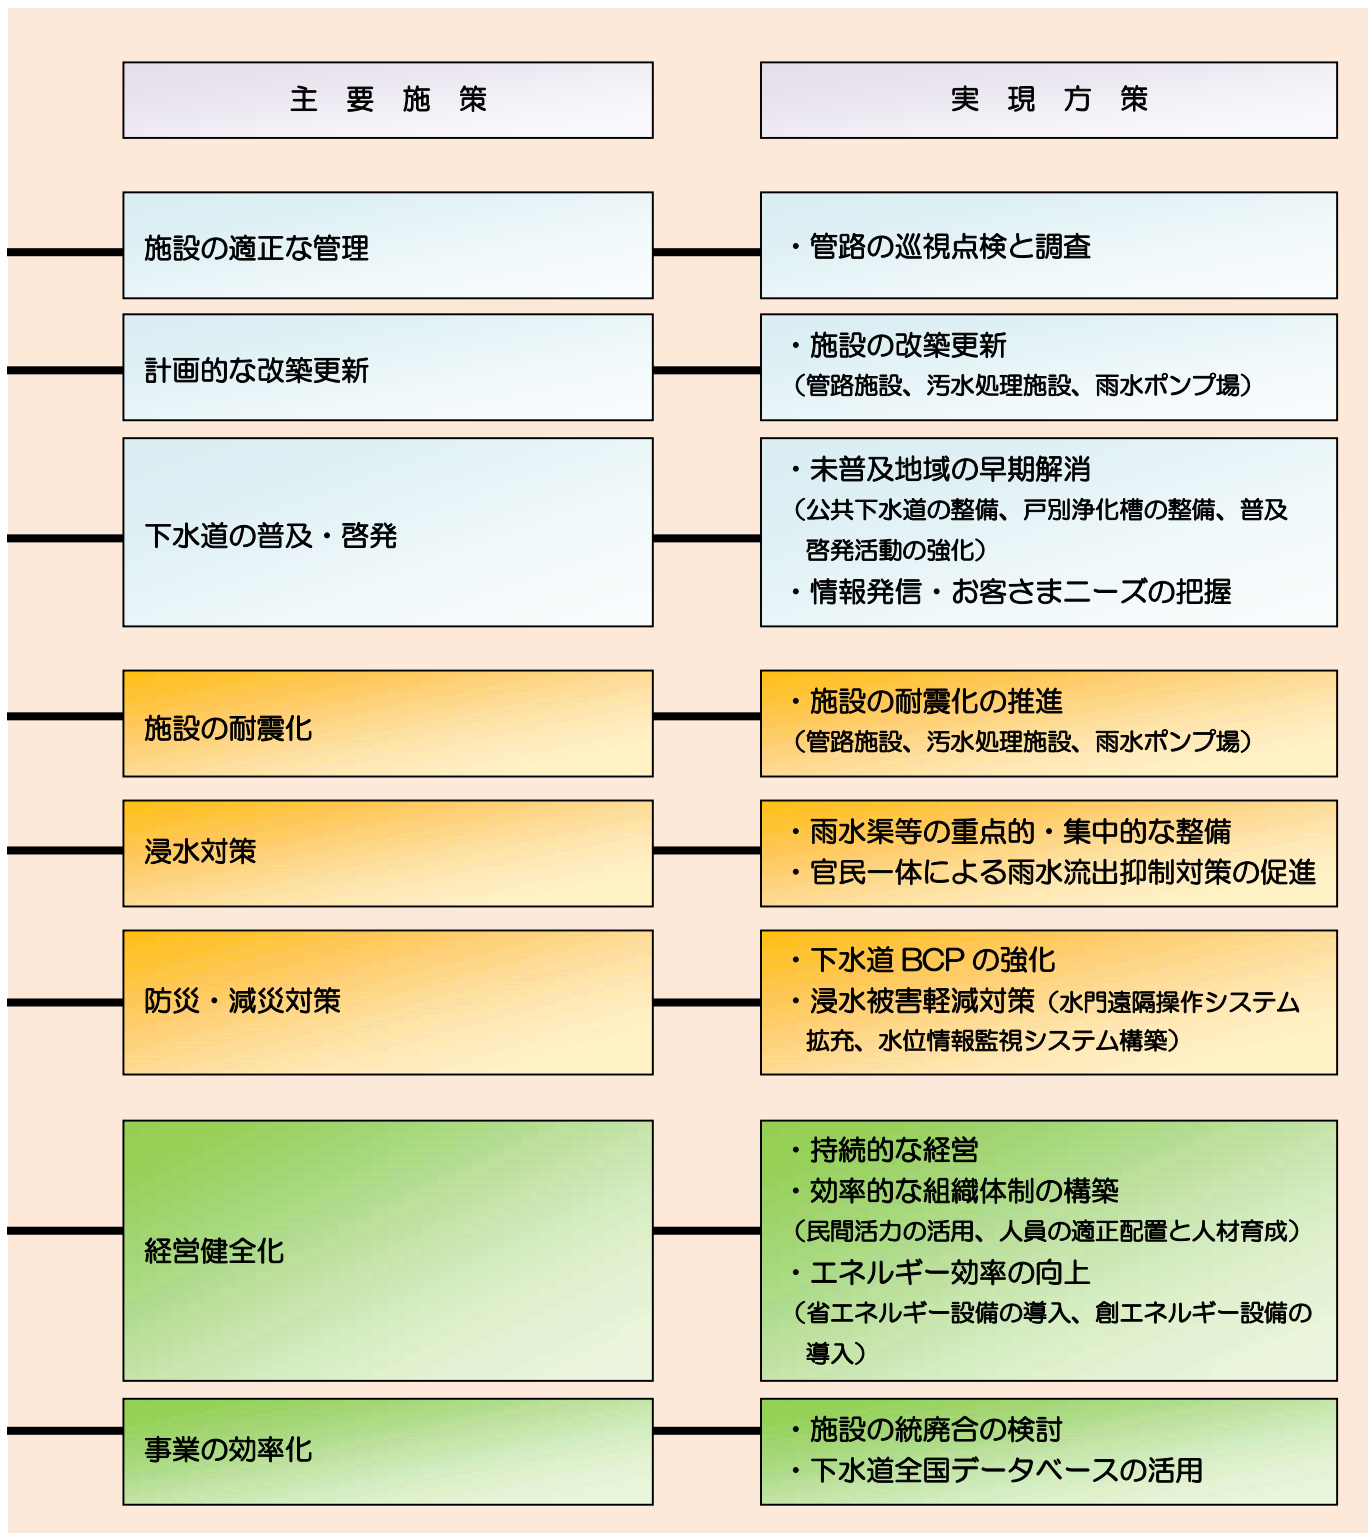 主 要 施 策
実 現 方 策
施設の適正な管理
・管路の巡視点検と調査
計画的な改築更新
・施設の改築更新
（管路施設、汚水処理施設、雨水ポンプ場）
下水道の普及・啓発
・未普及地域の早期解消
（公共下水道の整備、戸別浄化槽の整備、普及
啓発活動の強化）
・情報発信・お客さまニーズの把握
施設の耐震化
・施設の耐震化の推進
（管路施設、汚水処理施設、雨水ポンプ場）
浸水対策
・雨水渠等の重点的・集中的な整備
・官民一体による雨水流出抑制対策の促進
防災・減災対策
・下水道 BCP の強化
・浸水被害軽減対策（水門遠隔操作システム
拡充、水位情報監視システム構築）
経営健全化
・持続的な経営
・効率的な組織体制の構築
（民間活力の活用、人員の適正配置と人材育成）
・エネルギー効率の向上
（省エネルギー設備の導入、創エネルギー設備の
導入）
事業の効率化
・施設の統廃合の検討
・下水道全国データベースの活用